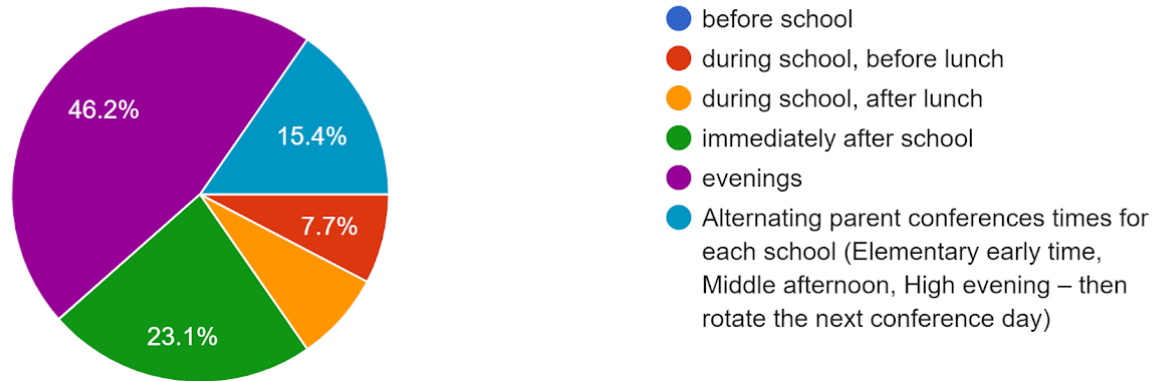 46.2%
15.4%
7.7%
23.1%
before school
during school, before lunch
during school, after lunch
immediately after school
evenings
Alternating parent conferences times for
each school (Elementary early time,
Middle afternoon, High evening – then
rotate the next conference day)